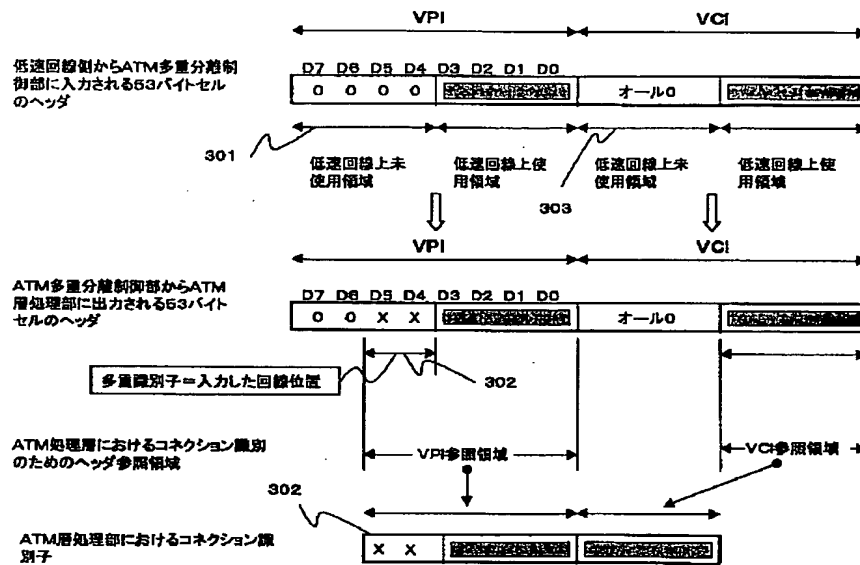 VPI
VCI
低速回線側からATM多重分離制
御部に入力される53バイトセル
のヘッダ
D7 D6 D5 D4 D3 D2 D1 D0
0 0 0 0
オール0
301
低速回線上未
使用領域
低速回線上使
用領域
低速回線上未
使用領域
低速回線上使
用領域
303
VPI
VCI
ATM多重分離制御部からATM
層処理部に出力される53バイト
セルのヘッダ
D7 D6 D5 D4 D3 D2 D1 D0
0 0 X X
オール0
多重識別子=入力した回線位置
302
ATM処理層におけるコネクション識別
のためのヘッダ参照領域
VPI参照領域
VCI参照領域
302
ATM層処理部におけるコネクション識
別子
X X